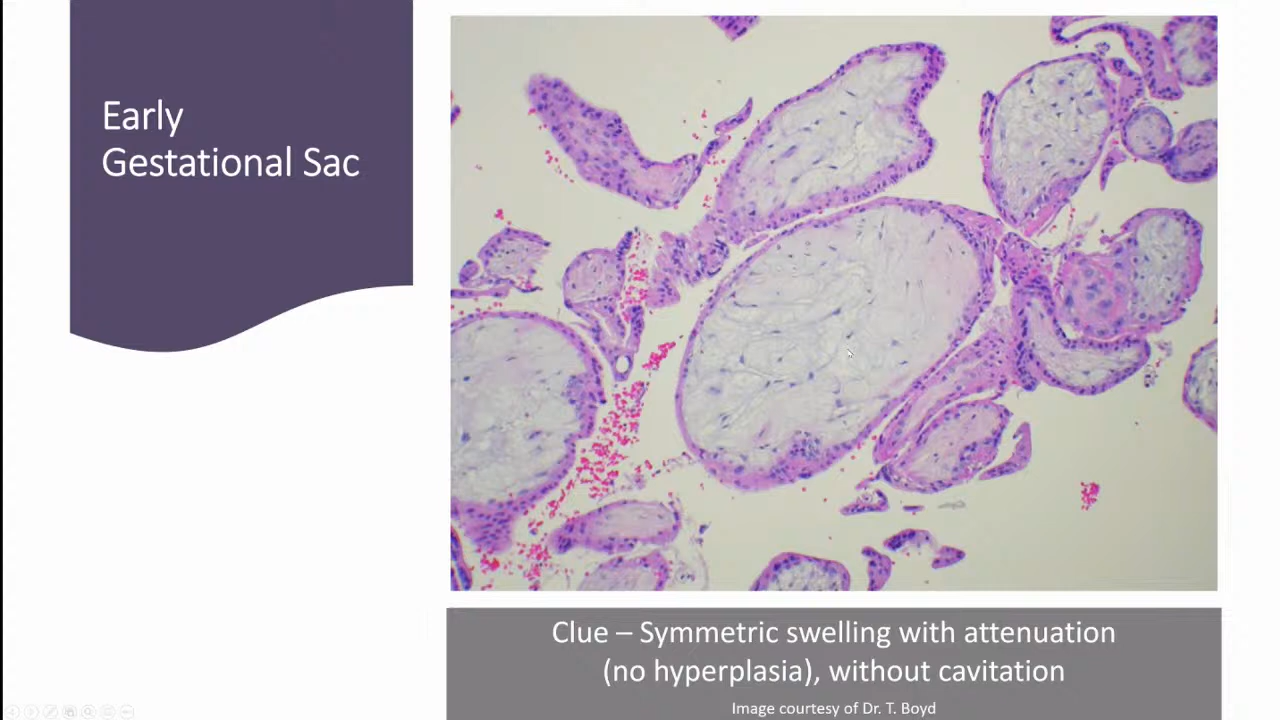 Early
Gestational Sac
Clue – Symmetric swelling with attenuation
(no hyperplasia), without cavitation
Image courtesy of Dr. T. Boyd